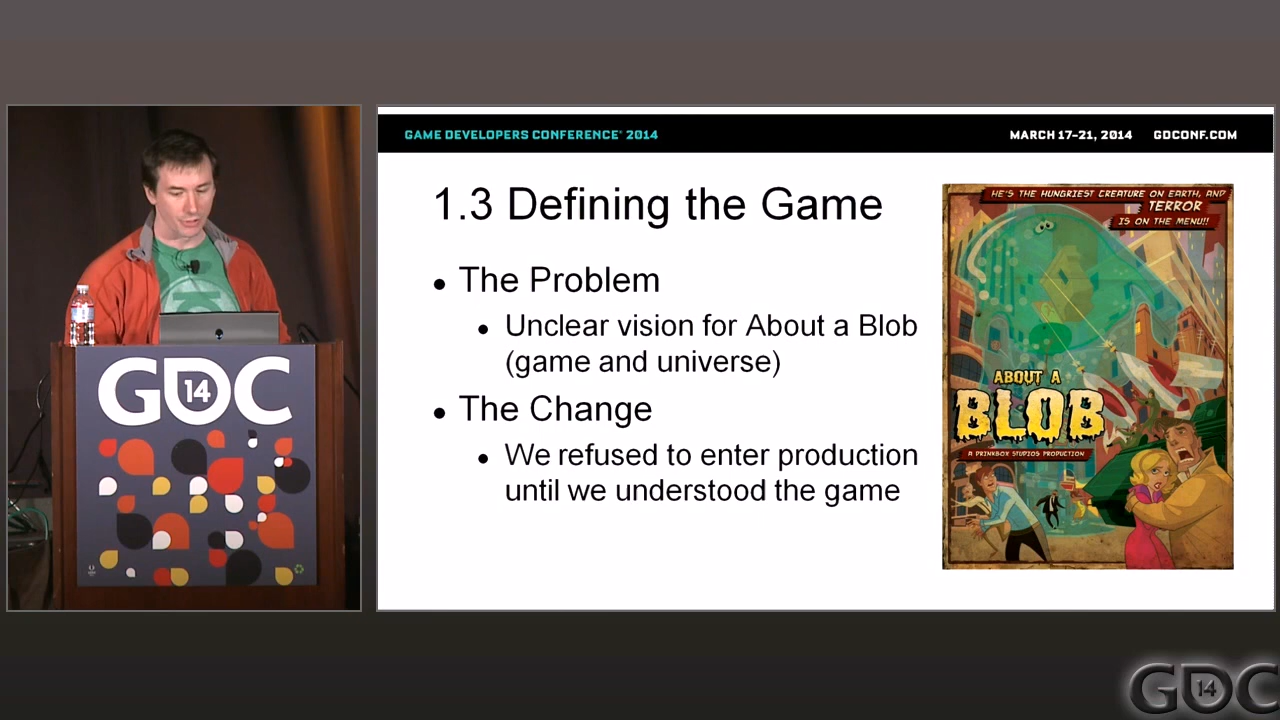 GAME DEVELOPERS CONFERENCE® 2014
MARCH 17-21, 2014 GDCONF.COM
1.3 Defining the Game
• The Problem
• Unclear vision for About a Blob
(game and universe)
• The Change
• We refused to enter production
until we understood the game
HE'S THE HUNGRIEST CREATURE ON EARTH, AND
TERROR
IS ON THE MENU!!
ABOUT A
BLOB
A DRINKBOX STUDIOS PRODUCTION
GDC
14
GDC
14